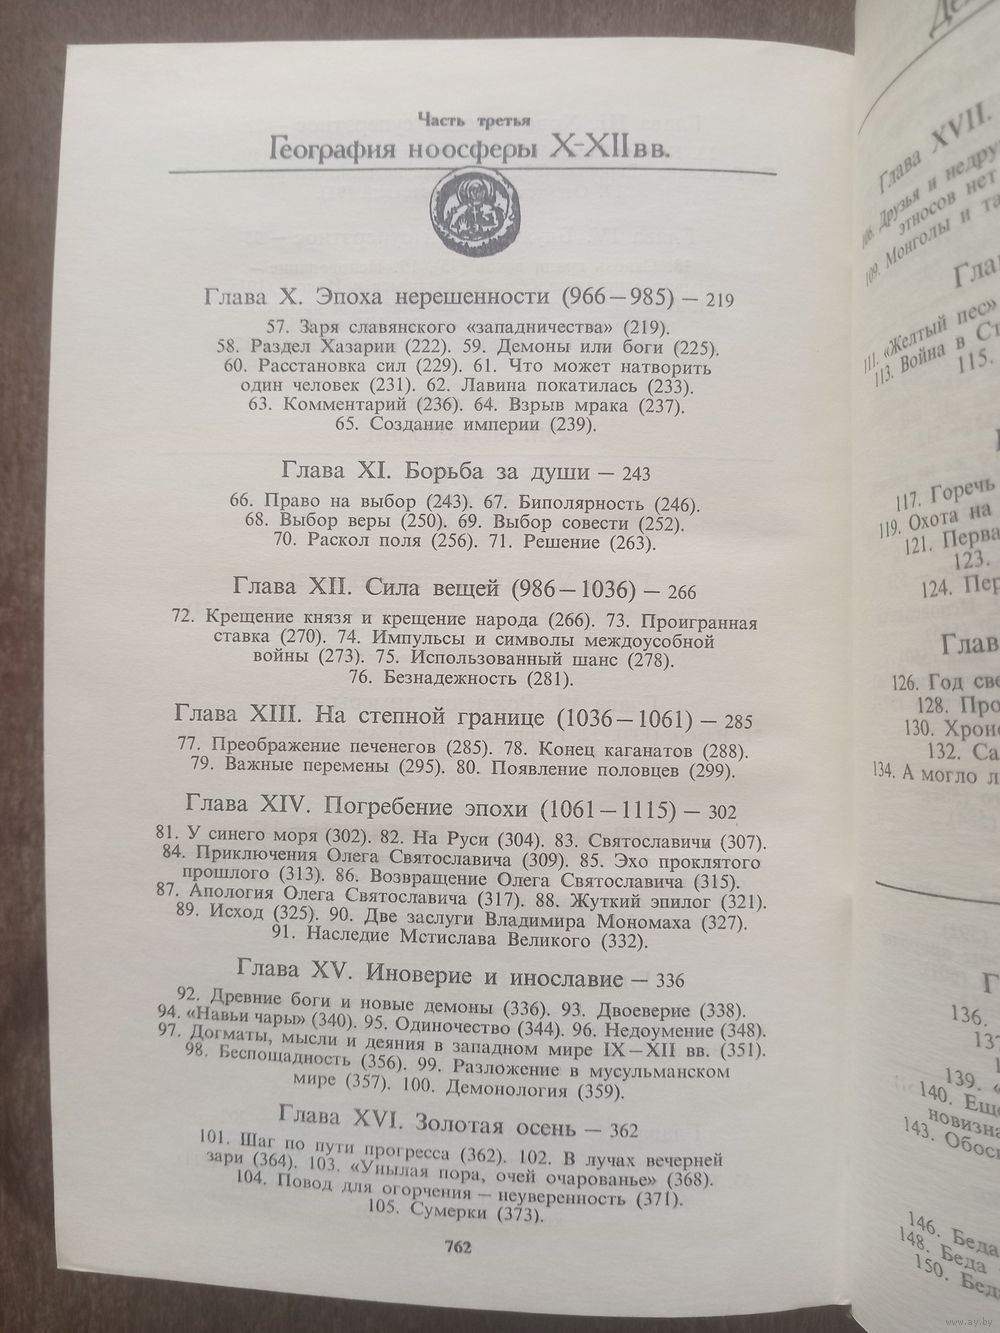 Часть третья
География ноосферы X–XII вв.
Глава X. Эпоха нерешенности (966—985) — 219
57. Заря славянского «западничества» (219).
58. Раздел Хазарии (222). 59. Демоны или боги (225).
60. Расстановка сил (229). 61. Что может натворить
один человек (231). 62. Лавина покатилась (233).
63. Комментарий (236). 64. Взрыв мрака (237).
65. Создание империи (239).
Глава XI. Борьба за души — 243
66. Право на выбор (243). 67. Биполярность (246).
68. Выбор веры (250). 69. Выбор совести (252).
70. Раскол поля (256). 71. Решение (263).
Глава XII. Сила вещей (986—1036) — 266
72. Крещение князя и крещение народа (266). 73. Проигранная
ставка (270). 74. Импульсы и символы междоусобной
войны (273). 75. Использованный шанс (278).
76. Безнадежность (281).
Глава XIII. На степной границе (1036—1061) — 285
77. Преображение печенегов (285). 78. Конец каганатов (288).
79. Важные перемены (295). 80. Появление половцев (299).
Глава XIV. Погребение эпохи (1061—1115) — 302
81. У синего моря (302). 82. На Руси (304). 83. Святославичи (307).
84. Приключения Олега Святославича (309). 85. Эхо проклятого
прошлого (313). 86. Возвращение Олега Святославича (315).
87. Апология Олега Святославича (317). 88. Жуткий эпилог (321).
89. Исход (325). 90. Две заслуги Владимира Мономаха (327).
91. Наследие Мстислава Великого (332).
Глава XV. Иноверие и инославие — 336
92. Древние боги и новые демоны (336). 93. Двоеверие (338).
94. «Навьи чары» (340). 95. Одиночество (344). 96. Недоумение (348).
97. Догматы, мысли и деяния в западном мире IX—XII вв. (351).
98. Беспощадность (356). 99. Разложение в мусульманском
мире (357). 100. Демонология (359).
Глава XVI. Золотая осень — 362
101. Шаг по пути прогресса (362). 102. В лучах вечерней
зари (364). 103. «Унылая пора, очей очарованье» (368).
104. Повод для огорчения — неуверенность (371).
105. Сумерки (373).
762
Глава XVII.
106. Друзья и недру
этносов нет
109. Монголы и та
Гла
111. «Желтый пес»
113. Война в Ст
115.
117. Горечь
119. Охота на
121. Перва
123.
124. Пер
Глав
126. Год све
128. Про
130. Хроно
132. Са
134. А могло л
Г
136.
137
139. «
140. Еще
новизна
143. Обос
146. Беда
148. Беда
150. Бед
www.ay.by